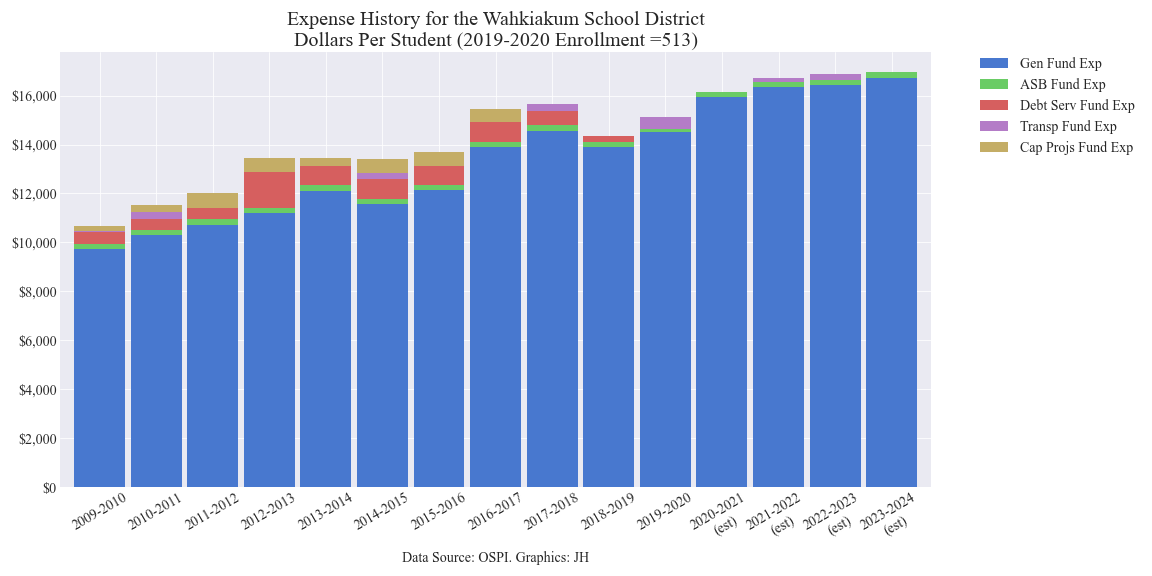 Expense History for the Wahkiakum School District
Dollars Per Student (2019-2020 Enrollment =513)
Gen Fund Exp
ASB Fund Exp
Debt Serv Fund Exp
Transp Fund Exp
Cap Projs Fund Exp
$16,000
$14,000
$12,000
$10,000
$8,000
$6,000
$4,000
$2,000
$0
2009-2010
2010-2011
2011-2012
2012-2013
2013-2014
2014-2015
2015-2016
2016-2017
2017-2018
2018-2019
2019-2020
2020-2021
(est)
2021-2022
(est)
2022-2023
(est)
2023-2024
(est)
Data Source: OSPI. Graphics: JH